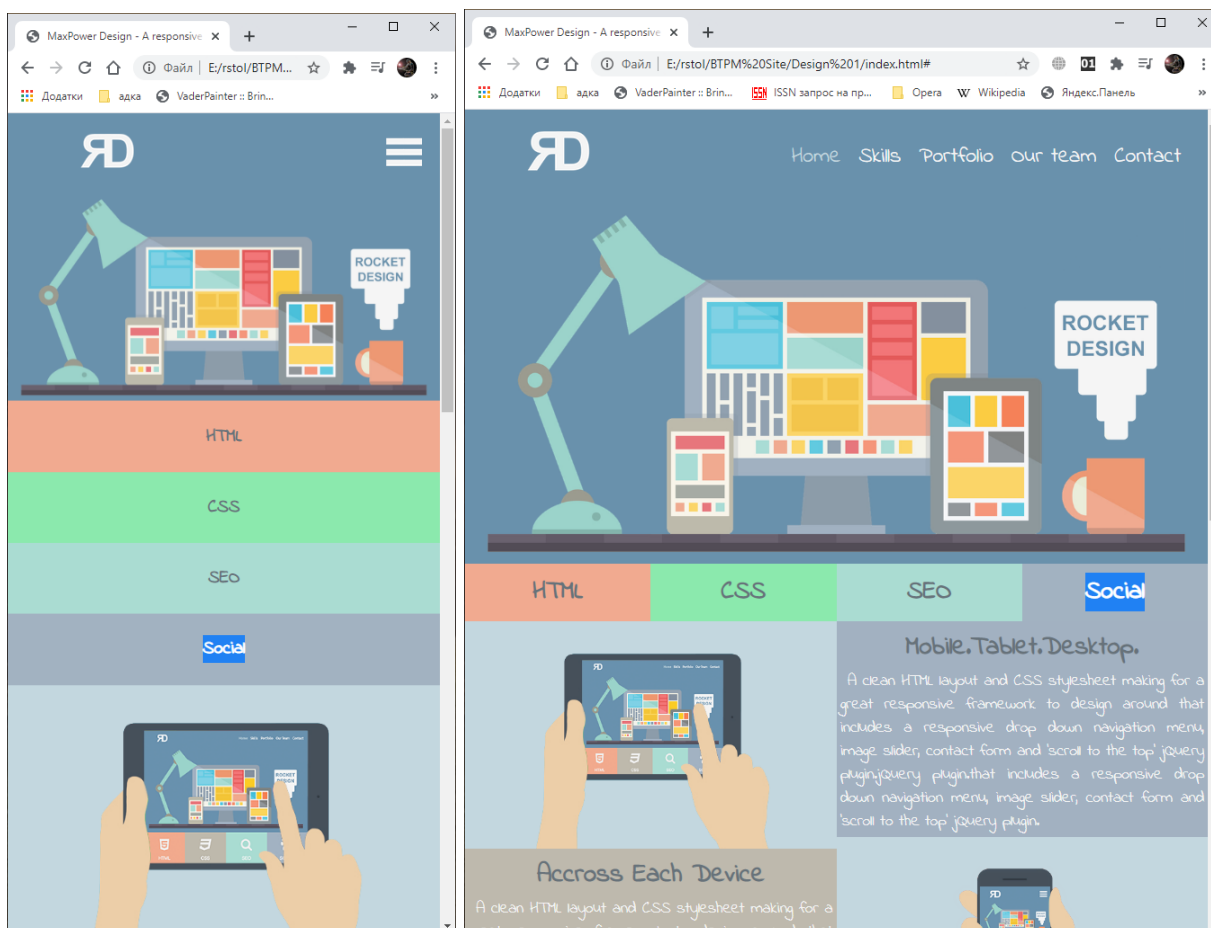 MaxPower Design - A responsive
Файл | E:/rstol/BTPM...
Додатки адка VaderPainter :: Brin... »
ЯD
ROCKET
DESIGN
HTML
CSS
SEO
Social
MaxPower Design - A responsive
Файл | E:/rstol/BTPM%20Site/Design%201/index.html#
Додатки адка VaderPainter :: Brin... ISSN ISSN запрос на пр... Opera W Wikipedia Яндекс.Панель »
ЯD Home Skills Portfolio Our team Contact
ROCKET
DESIGN
HTML CSS SEO Social
Mobile.Tablet.Desktop.
A clean HTML layout and CSS stylesheet making for a
great responsive framework to design around that
includes a responsive drop down navigation menu,
image slider, contact form and 'scroll to the top' jQuery
plugin.jQuery plugin.that includes a responsive drop
down navigation menu, image slider, contact form and
'scroll to the top' jQuery plugin.
Accross Each Device
A clean HTML layout and CSS stylesheet making for a